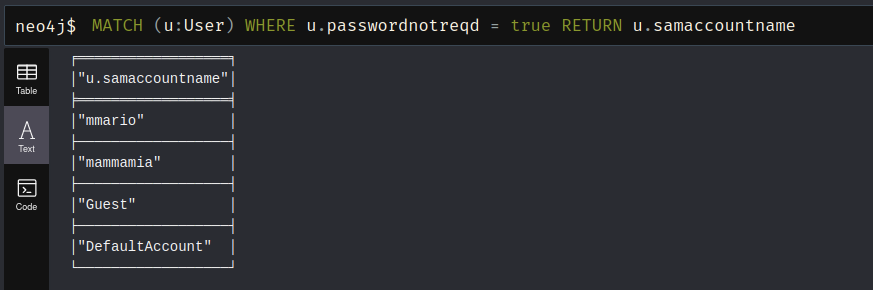 neo4j$ MATCH (u:User) WHERE u.passwordnotreqd = true RETURN u.samaccountname
Table
Text
Code
"u.samaccountname"
"mmario"
"mammamia"
"Guest"
"DefaultAccount"